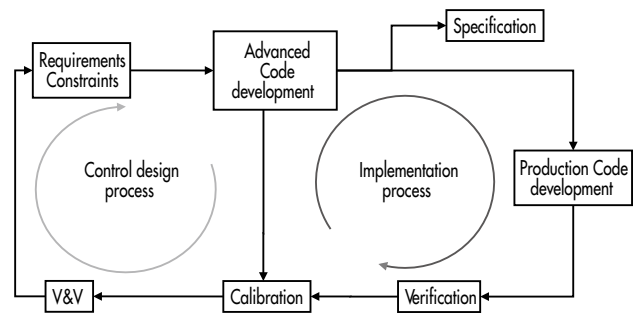 Specification
Requirements
Constraints
Advanced
Code
development
Control design
process
Implementation
process
Production Code
development
V&V
Calibration
Verification